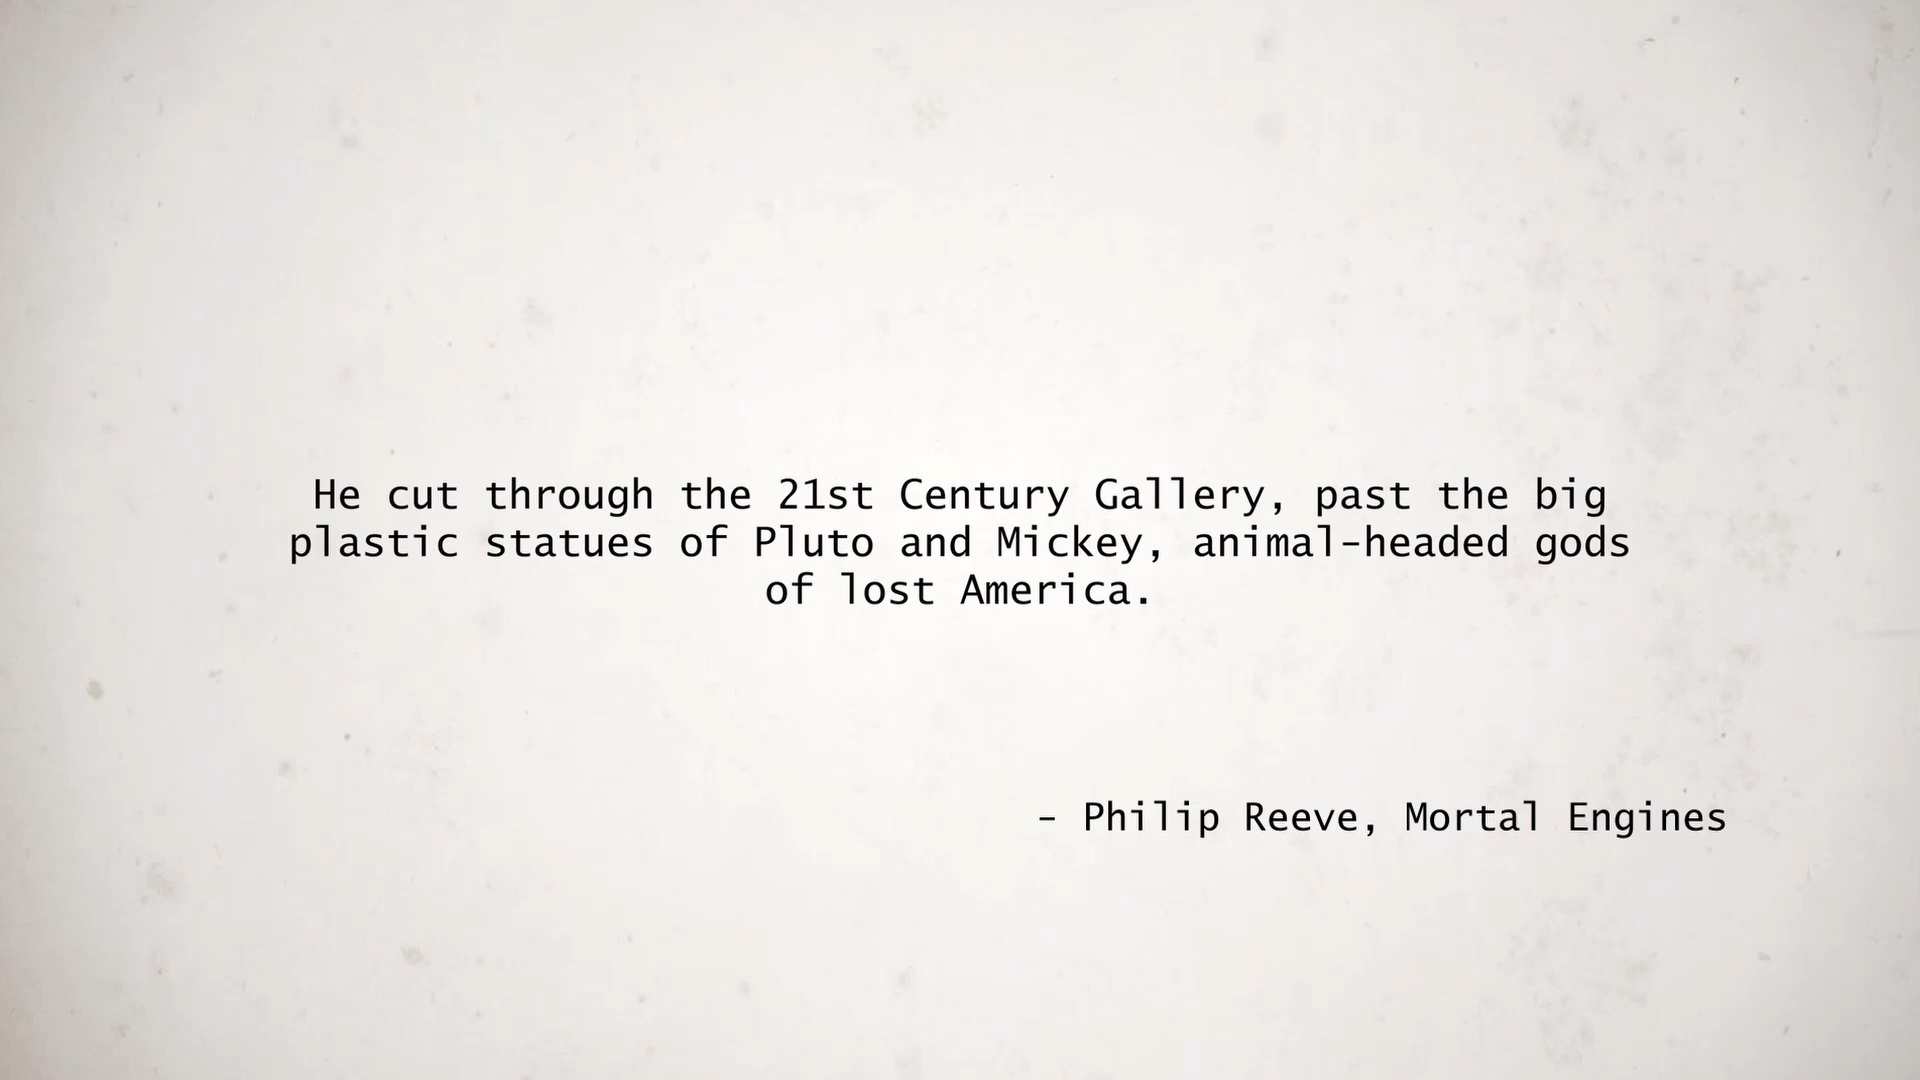 He cut through the 21st Century Gallery, past the big
plastic statues of Pluto and Mickey, animal-headed gods
of lost America.
– Philip Reeve, Mortal Engines